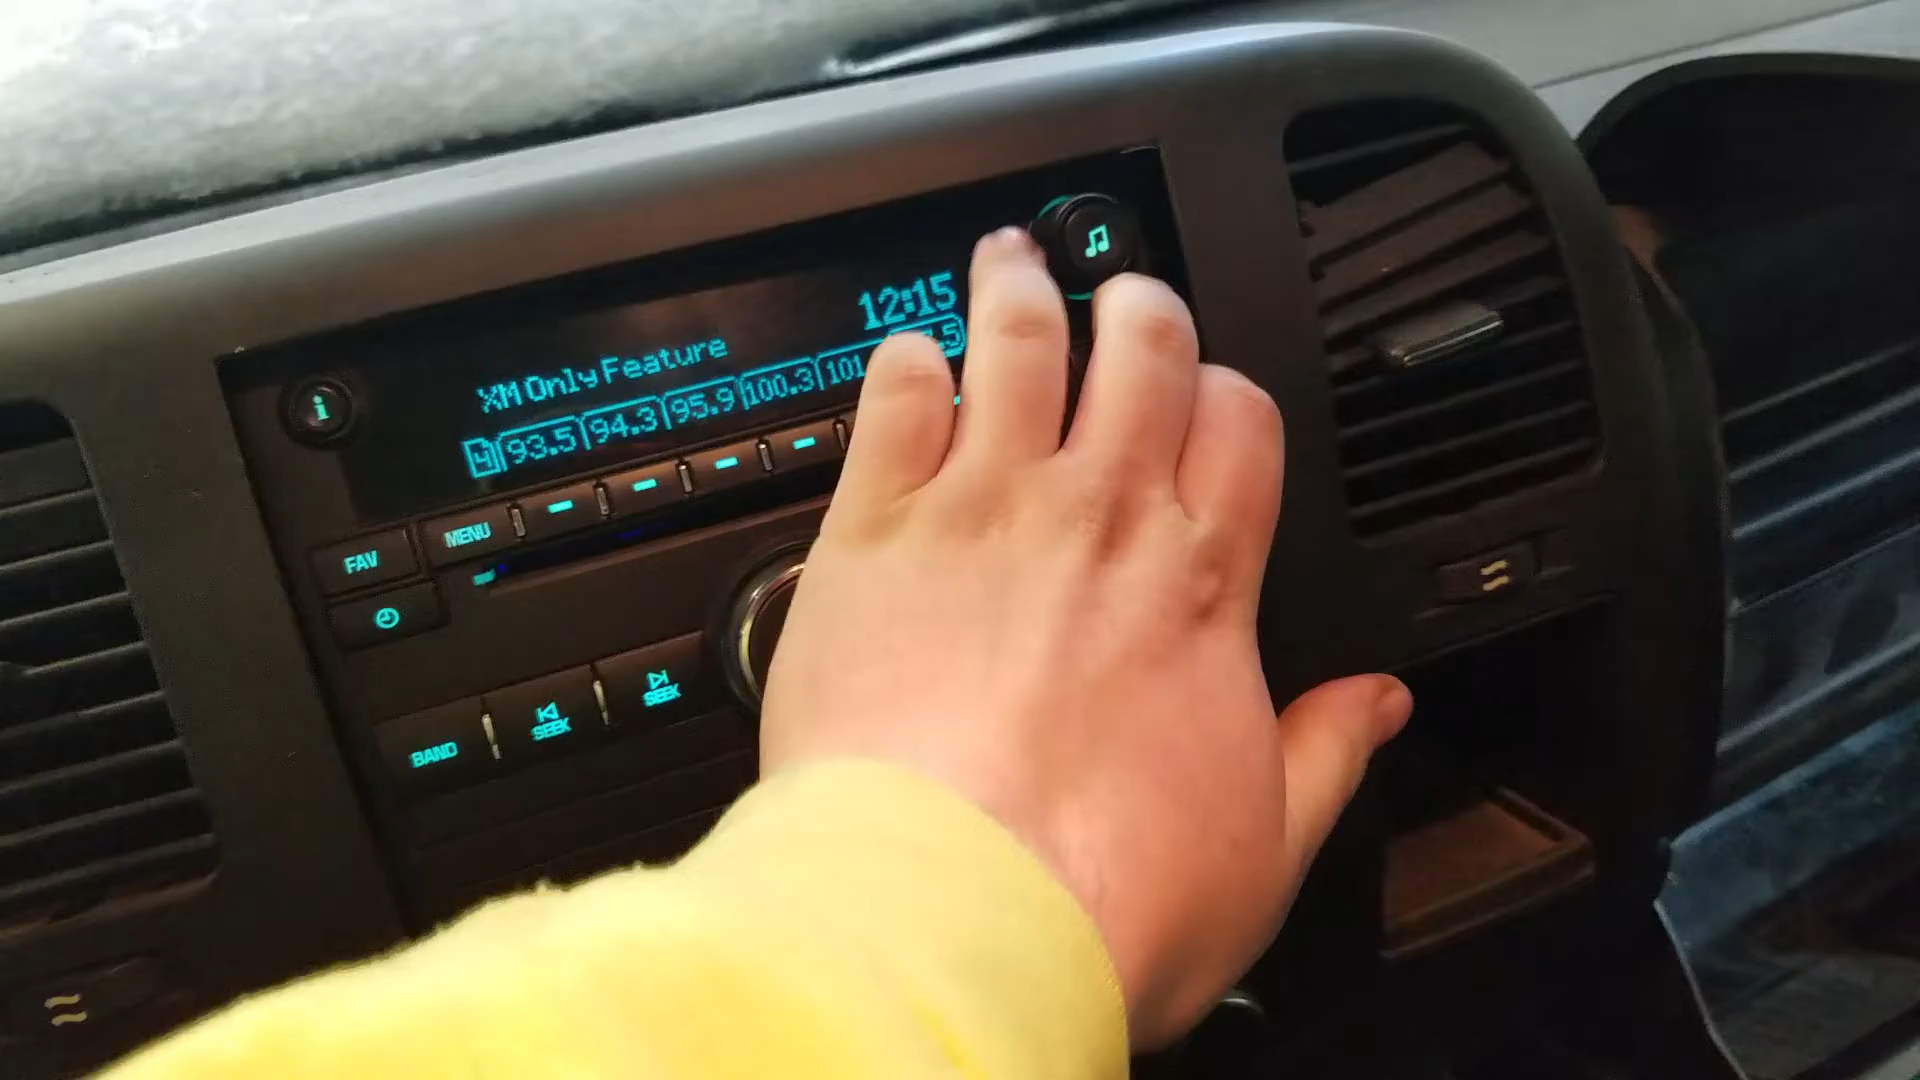 12:15
XM Only Feature
4 93.5 94.3 95.9 100.3 101
MENU
FAV
SEEK
SEEK
BAND